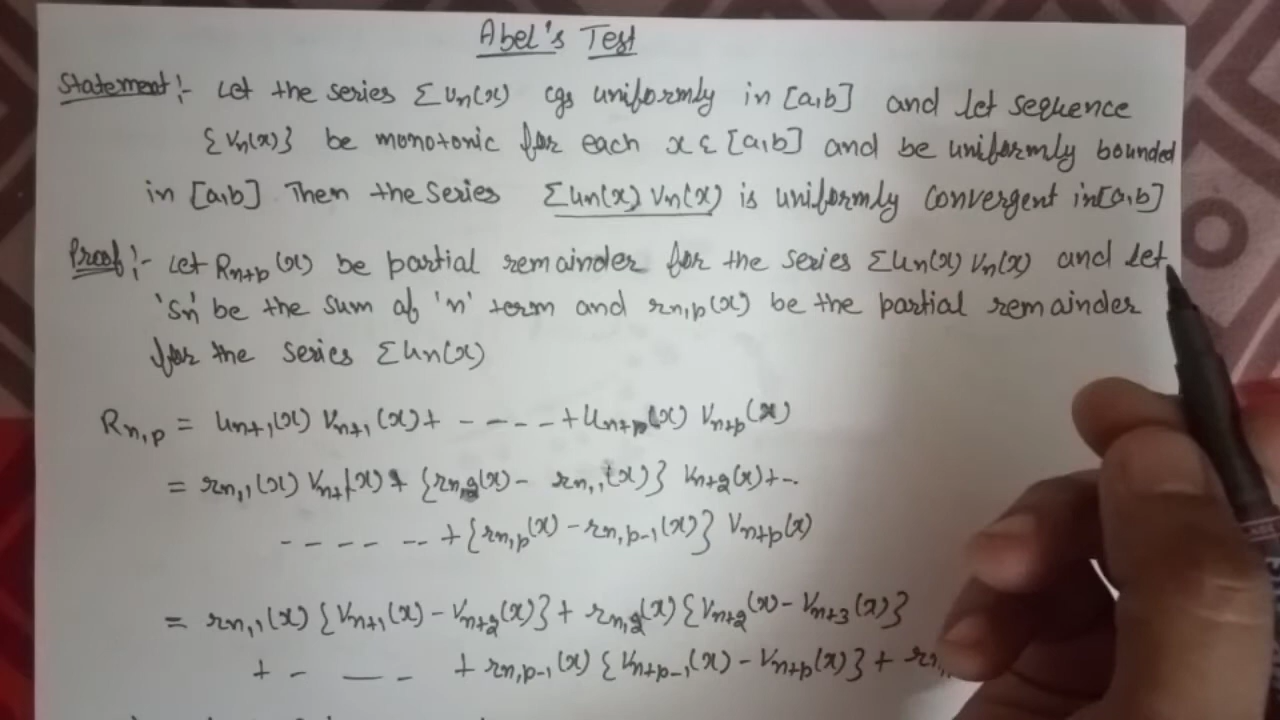 Abel's Test
Statement:- Let the series Σun(x) cgs uniformly in [a,b] and let sequence
{vn(x)} be monotonic for each x ε [a,b] and be uniformly bounded
in [a,b] Then the series Σun(x) vn(x) is uniformly convergent in [a,b]
Proof:- Let Rn+p(x) be partial remainder for the series Σun(x) vn(x) and let
'Sn' be the sum of 'n' term and rn,p(x) be the partial remainder
for the series Σun(x)
Rn,p = un+1(x) vn+1(x) + - - - - + un+p(x) vn+p(x)
= rn,1(x) vn+1(x) + {rn,2(x) - rn,1(x)} vn+2(x) + - -
- - - - - - + {rn,p(x) - rn,p-1(x)} vn+p(x)
= rn,1(x) {vn+1(x) - vn+2(x)} + rn,2(x) {vn+2(x) - vn+3(x)}
+ - — - + rn,p-1(x) {vn+p-1(x) - vn+p(x)} + rn,